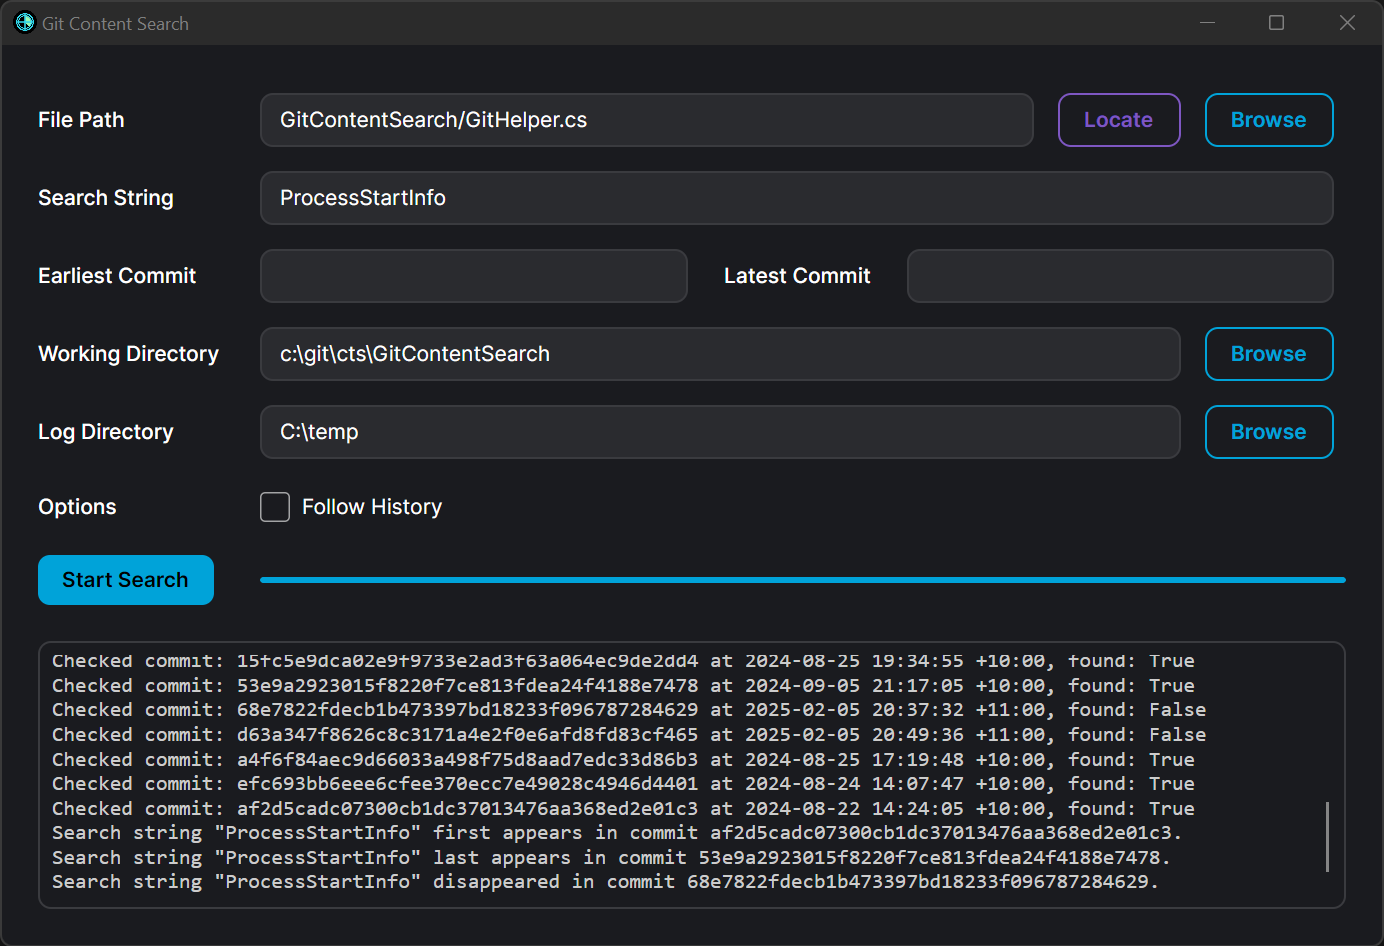 Git Content Search
File Path GitContentSearch/GitHelper.cs Locate Browse
Search String ProcessStartInfo
Earliest Commit Latest Commit
Working Directory c:\git\cts\GitContentSearch Browse
Log Directory C:\temp Browse
Options Follow History
Start Search
Checked commit: 15fc5e9dca02e9f9733e2ad3f63a064ec9de2dd4 at 2024-08-25 19:34:55 +10:00, found: True
Checked commit: 53e9a2923015f8220f7ce813fdea24f4188e7478 at 2024-09-05 21:17:05 +10:00, found: True
Checked commit: 68e7822fdecb1b473397bd18233f096787284629 at 2025-02-05 20:37:32 +11:00, found: False
Checked commit: d63a347f8626c8c3171a4e2f0e6afd8fd83cf465 at 2025-02-05 20:49:36 +11:00, found: False
Checked commit: a4f6f84aec9d66033a498f75d8aad7edc33d86b3 at 2024-08-25 17:19:48 +10:00, found: True
Checked commit: efc693bb6eee6cfee370ecc7e49028c4946d4401 at 2024-08-24 14:07:47 +10:00, found: True
Checked commit: af2d5cadc07300cb1dc37013476aa368ed2e01c3 at 2024-08-22 14:24:05 +10:00, found: True
Search string "ProcessStartInfo" first appears in commit af2d5cadc07300cb1dc37013476aa368ed2e01c3.
Search string "ProcessStartInfo" last appears in commit 53e9a2923015f8220f7ce813fdea24f4188e7478.
Search string "ProcessStartInfo" disappeared in commit 68e7822fdecb1b473397bd18233f096787284629.